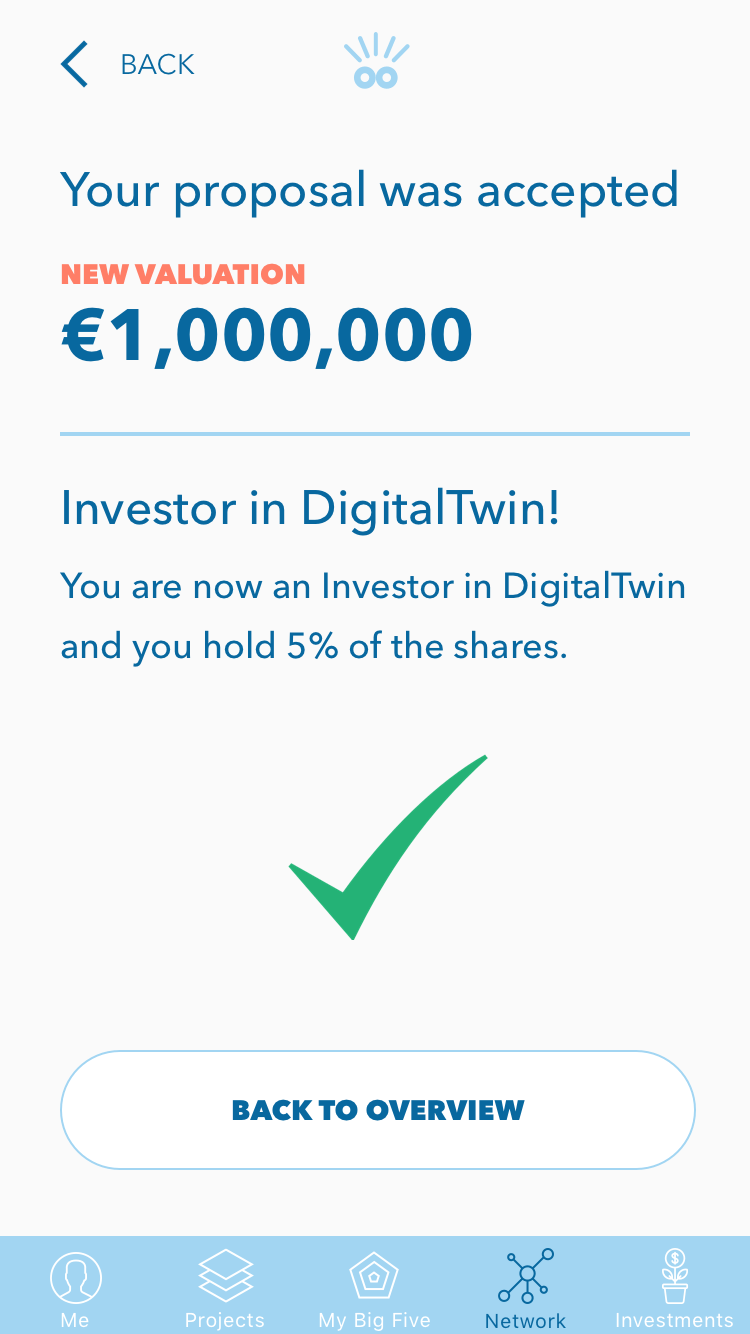 BACK
Your proposal was accepted
NEW VALUATION
€1,000,000
Investor in DigitalTwin!
You are now an Investor in DigitalTwin
and you hold 5% of the shares.
BACK TO OVERVIEW
Me
Projects
My Big Five
Network
$
Investments